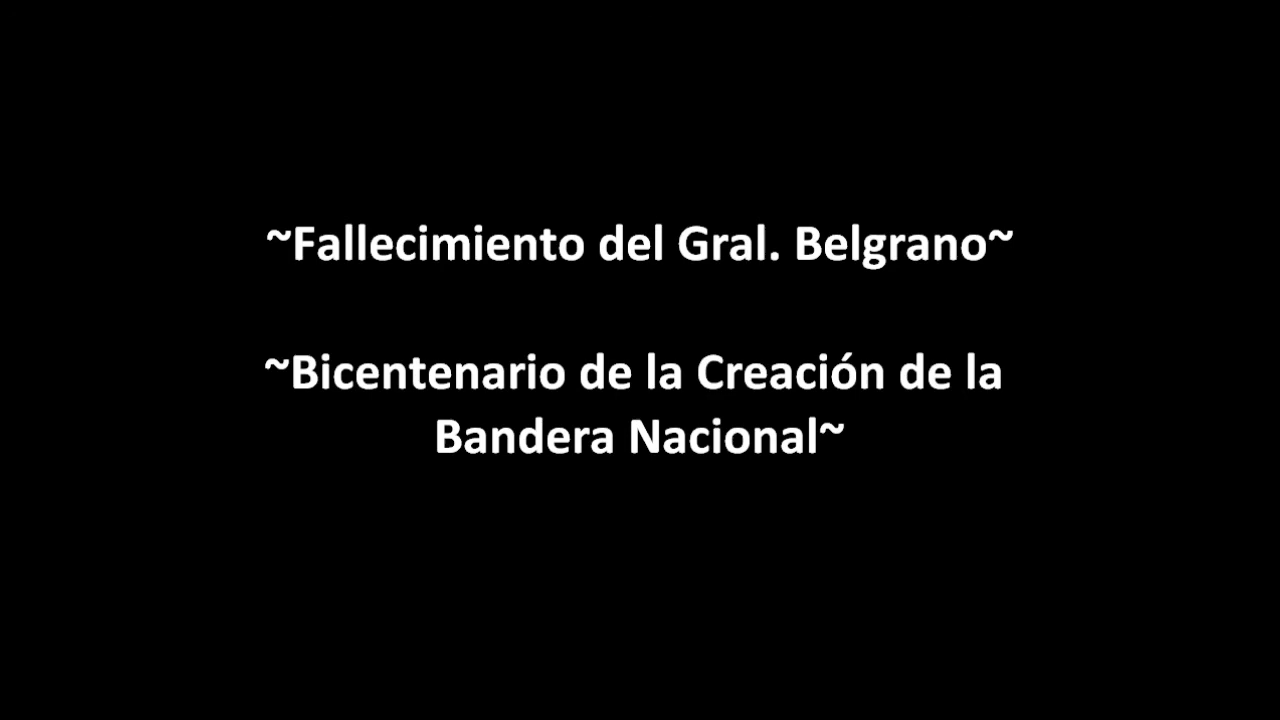 ~Fallecimiento del Gral. Belgrano~
~Bicentenario de la Creación de la
Bandera Nacional~